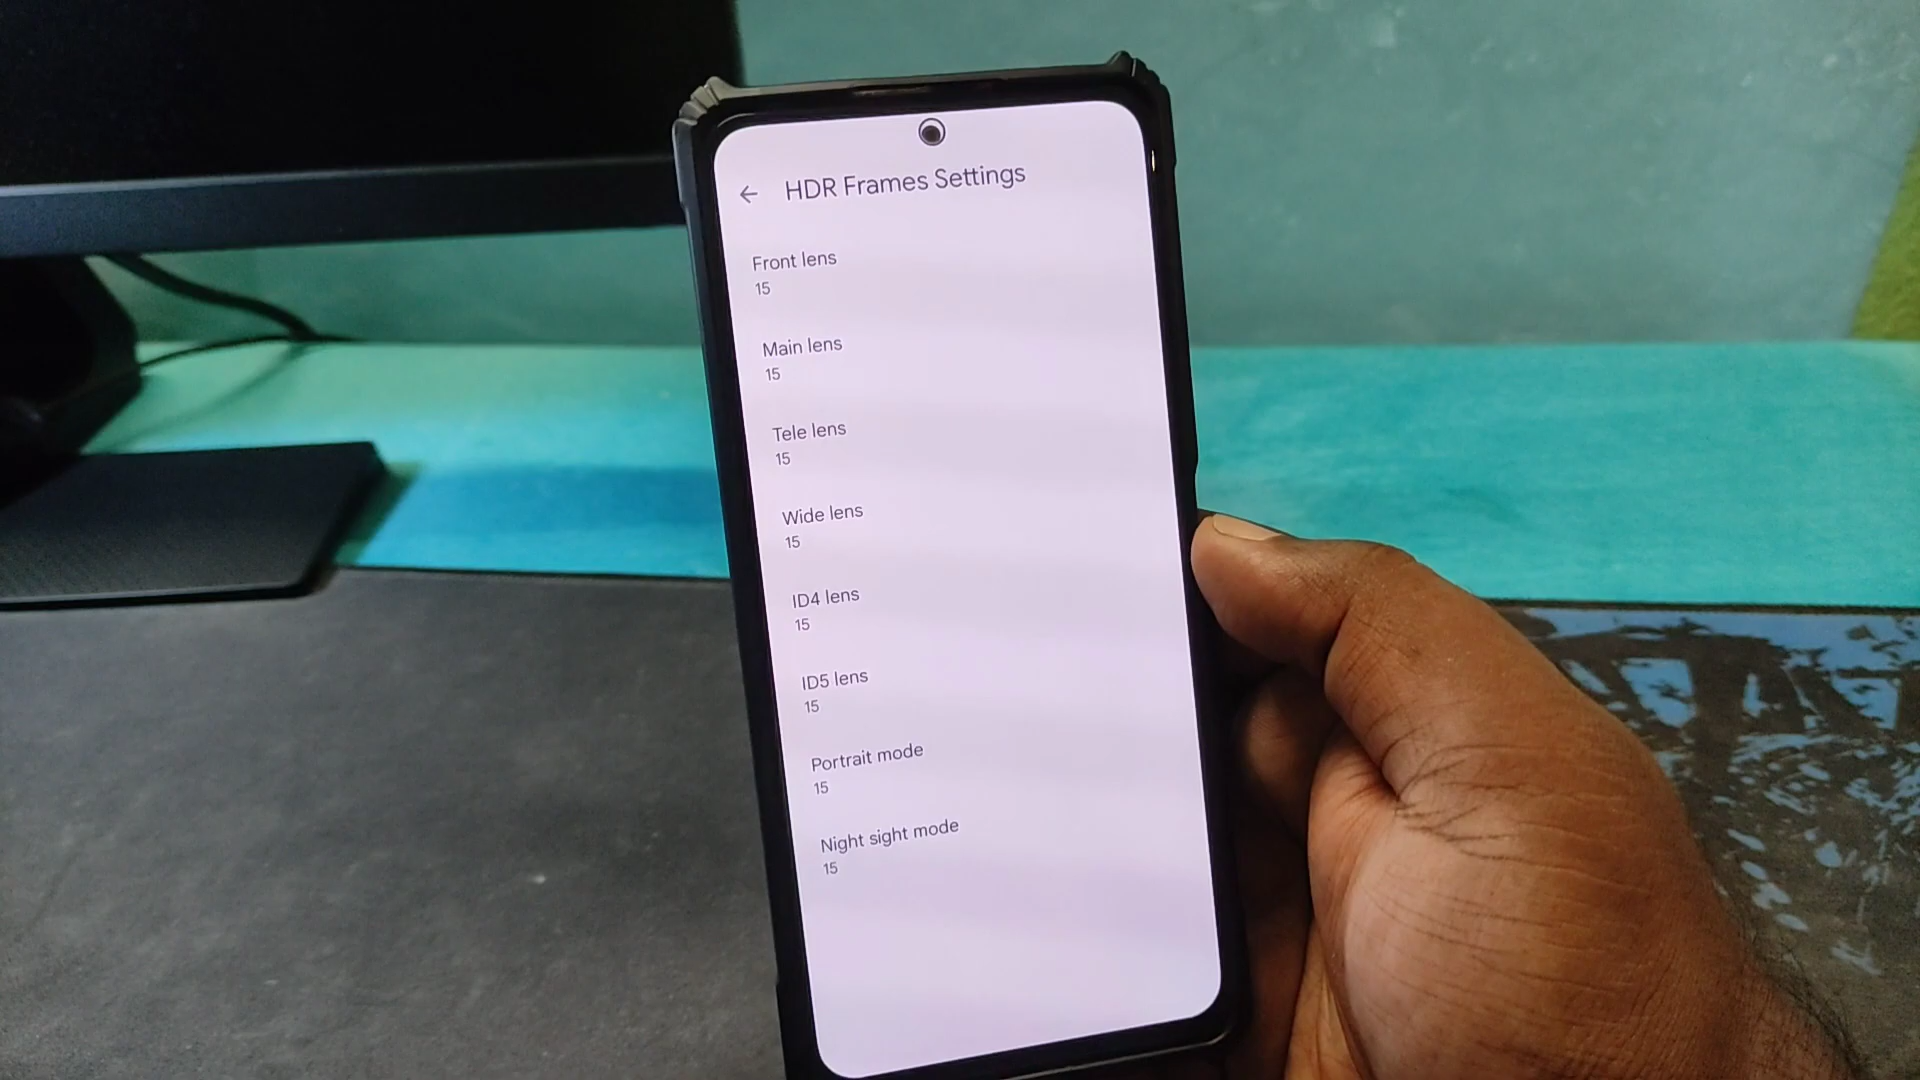 HDR Frames Settings
Front lens
15
Main lens
15
Tele lens
15
Wide lens
15
ID4 lens
15
ID5 lens
15
Portrait mode
15
Night sight mode
15